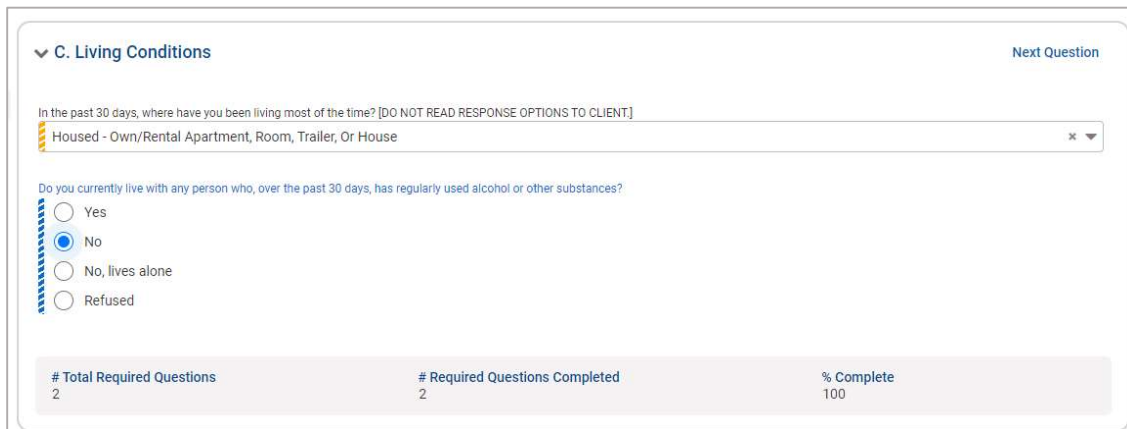 C. Living Conditions
Next Question
In the past 30 days, where have you been living most of the time? [DO NOT READ RESPONSE OPTIONS TO CLIENT.]
Housed - Own/Rental Apartment, Room, Trailer, Or House
Do you currently live with any person who, over the past 30 days, has regularly used alcohol or other substances?
Yes
No
No, lives alone
Refused
# Total Required Questions
2
# Required Questions Completed
2
% Complete
100